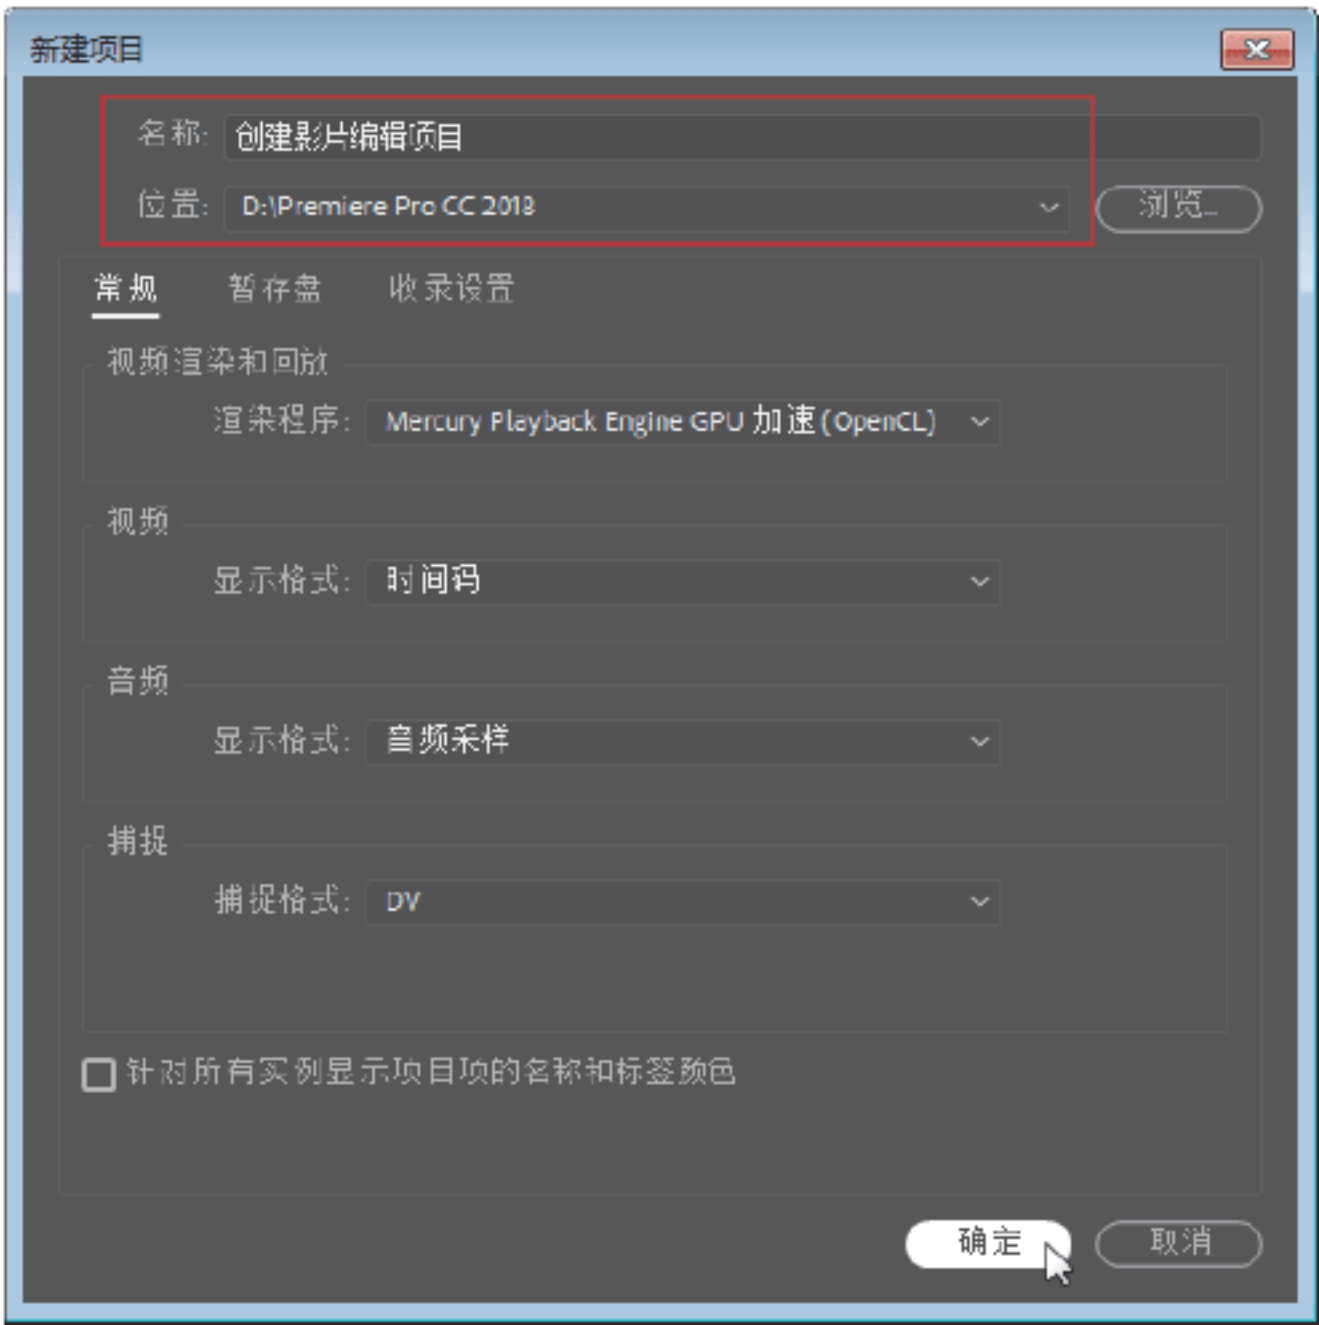 新建项目
名称: 创建影片编辑项目
位置: D:\Premiere Pro CC 2018 浏览...
常规 暂存盘 收录设置
视频渲染和回放
渲染程序: Mercury Playback Engine GPU 加速 (OpenCL)
视频
显示格式: 时间码
音频
显示格式: 音频采样
捕捉
捕捉格式: DV
针对所有实例显示项目项的名称和标签颜色
确定 取消